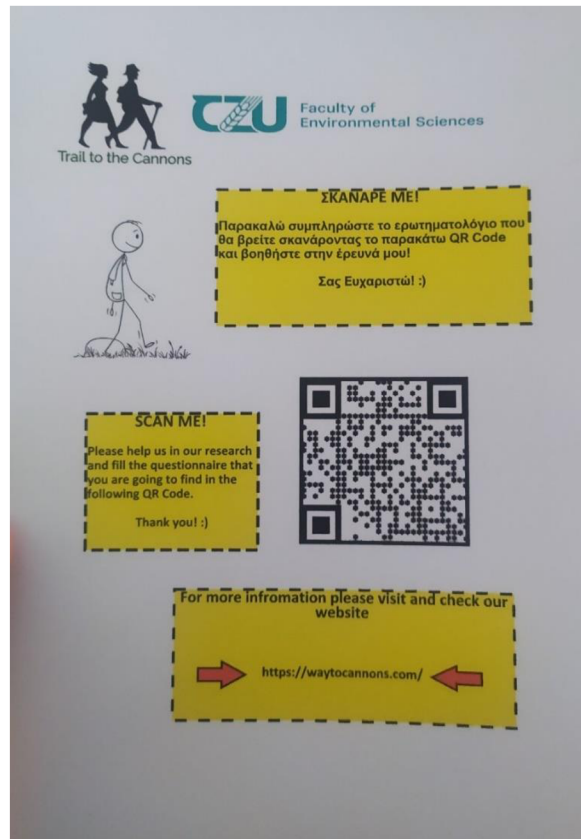 Trail to the Cannons
CZU Faculty of
Environmental Sciences
ΣΚΑΝΑΡΕ ΜΕ!
Παρακαλώ συμπληρώστε το ερωτηματολόγιο που
θα βρείτε σκανάροντας το παρακάτω QR Code
και βοηθήστε στην έρευνά μου!
Σας Ευχαριστώ! :)
SCAN ME!
Please help us in our research
and fill the questionnaire that
you are going to find in the
following QR Code.
Thank you! :)
For more infromation please visit and check our
website
https://waytocannons.com/